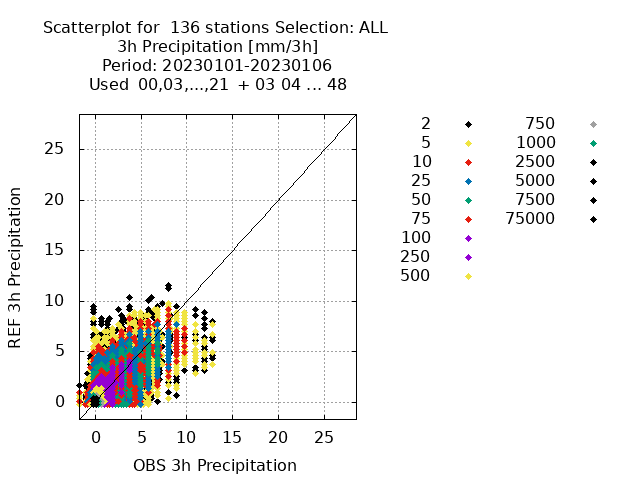 Scatterplot for  136 stations Selection: ALL
3h Precipitation [mm/3h]
Period: 20230101-20230106
Used  00,03,...,21  + 03 04 ... 48
REF 3h Precipitation
25
20
15
10
5
0
0 5 10 15 20 25
OBS 3h Precipitation
2 750
5 1000
10 2500
25 5000
50 7500
75 75000
100
250
500